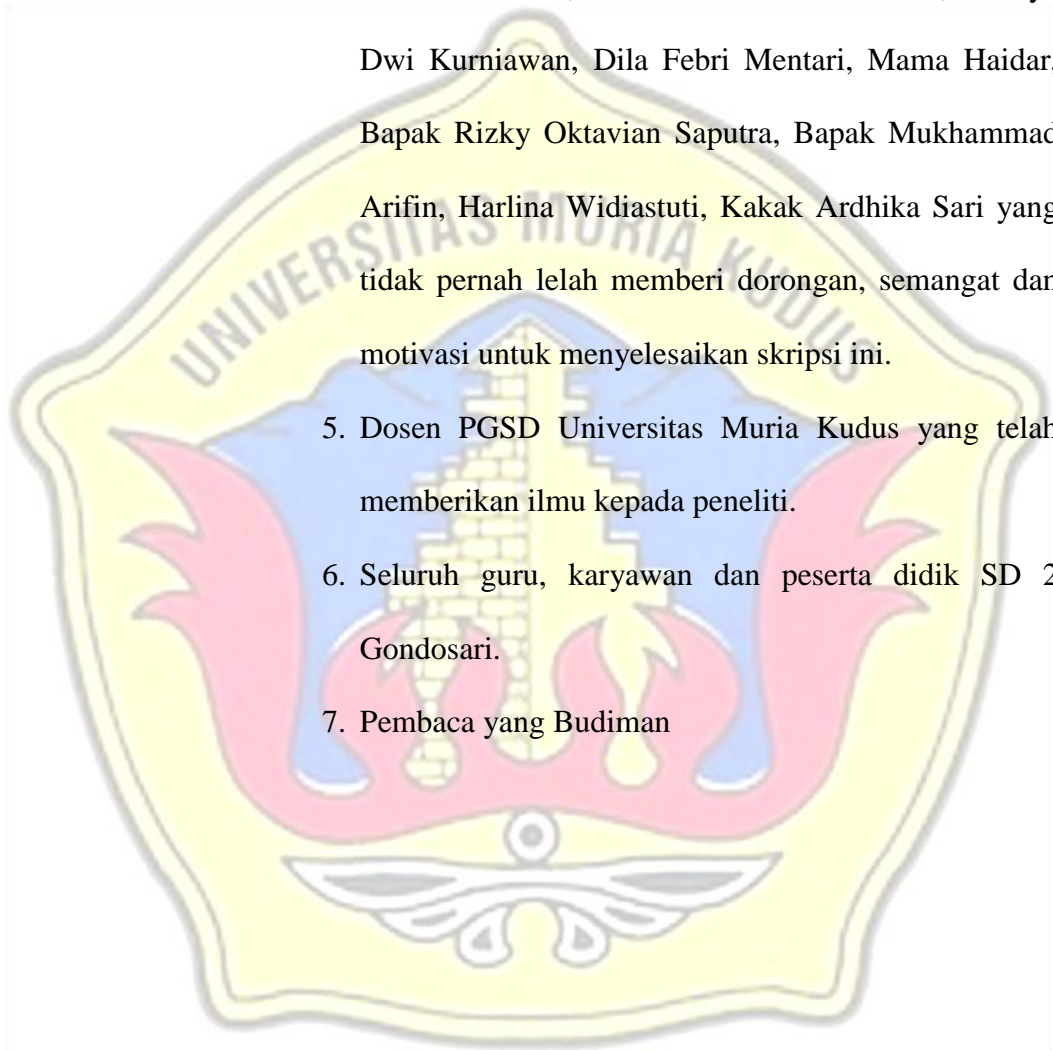 Dwi Kurniawan, Dila Febri Mentari, Mama Haidar,
Bapak Rizky Oktavian Saputra, Bapak Mukhammad
Arifin, Harlina Widiastuti, Kakak Ardhika Sari yang
UNIVERSITAS MURIA KUDUS
tidak pernah lelah memberi dorongan, semangat dan
motivasi untuk menyelesaikan skripsi ini.
5. Dosen PGSD Universitas Muria Kudus yang telah
memberikan ilmu kepada peneliti.
6. Seluruh guru, karyawan dan peserta didik SD 2
Gondosari.
7. Pembaca yang Budiman